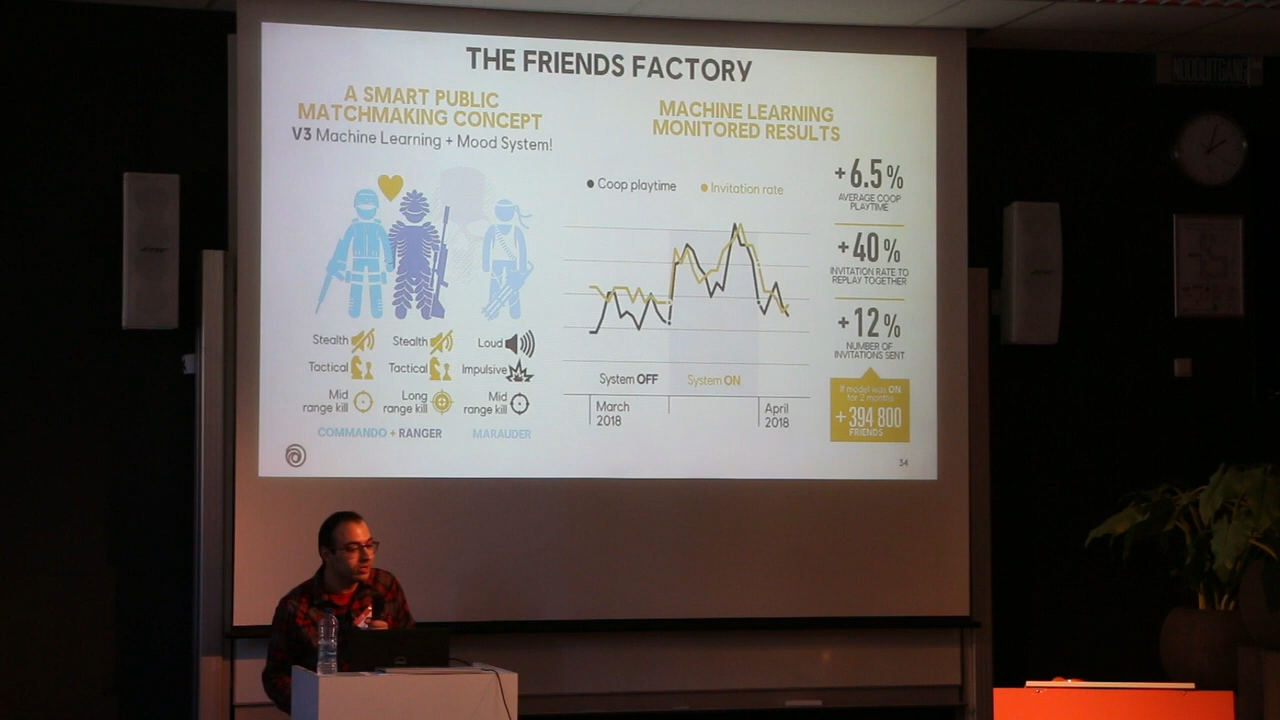 THE FRIENDS FACTORY
A SMART PUBLIC
MATCHMAKING CONCEPT
V3 Machine Learning + Mood System!
Stealth
Stealth
Loud
Tactical
Tactical
Impulsive
Mid
range kill
Long
range kill
Mid
range kill
COMMANDO + RANGER
MARAUDER
MACHINE LEARNING
MONITORED RESULTS
Coop playtime
Invitation rate
System OFF
System ON
March
2018
April
2018
+6.5%
AVERAGE COOP
PLAYTIME
+40%
INVITATION RATE TO
REPLAY TOGETHER
+12%
NUMBER OF
INVITATIONS SENT
If model was ON
for 2 months
+394 800
FRIENDS
34
NOODUITGANG